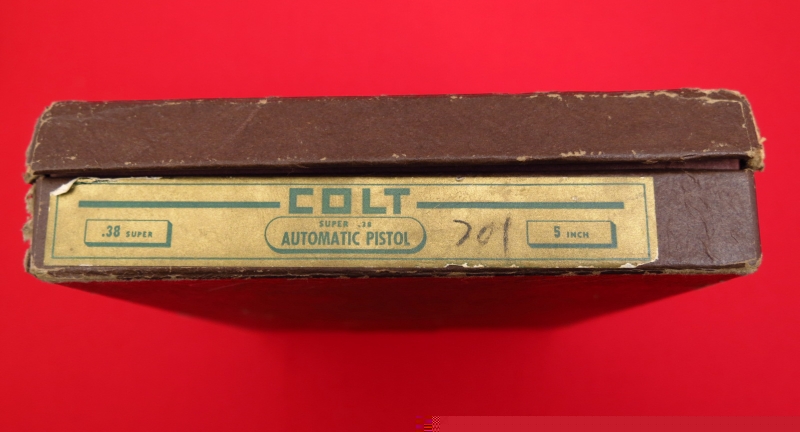 COLT
.38 SUPER
SUPER .38
AUTOMATIC PISTOL
701
5 INCH